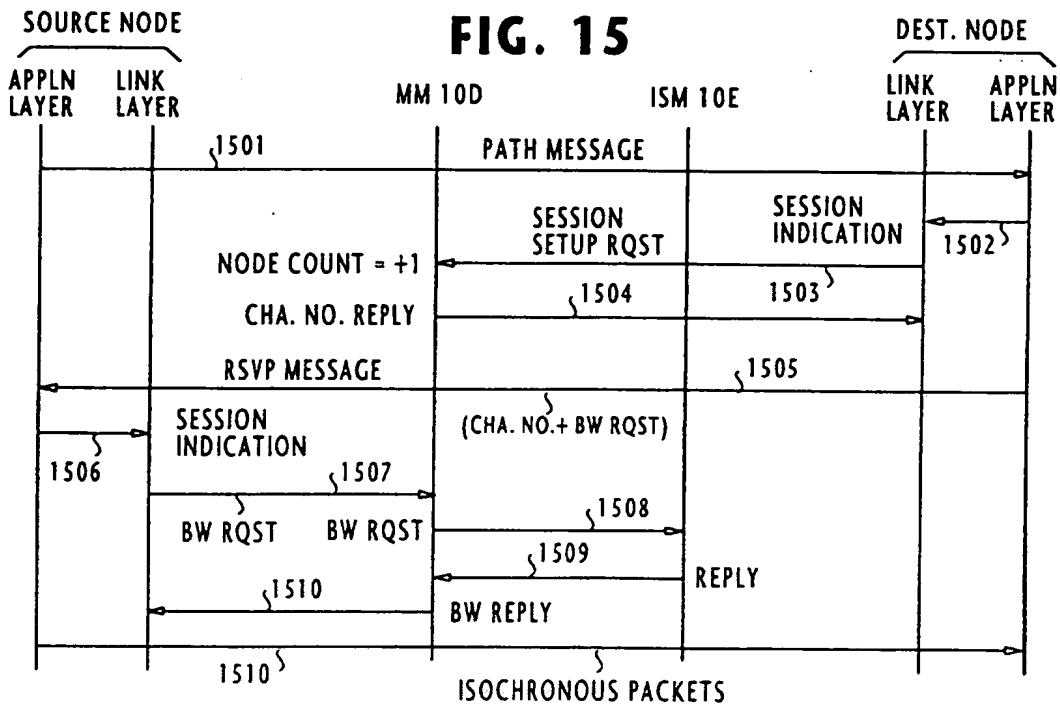 SOURCE NODE
FIG. 15
DEST. NODE
APPLN LAYER
LINK LAYER
MM 10D
ISM 10E
LINK LAYER
APPLN LAYER
1501
PATH MESSAGE
SESSION SETUP RQST
SESSION INDICATION
1502
NODE COUNT = +1
1503
CHA. NO. REPLY
1504
RSVP MESSAGE
1505
(CHA. NO.+ BW RQST)
SESSION INDICATION
1506
1507
BW RQST
BW RQST
1508
1509
REPLY
1510
BW REPLY
1510
ISOCHRONOUS PACKETS